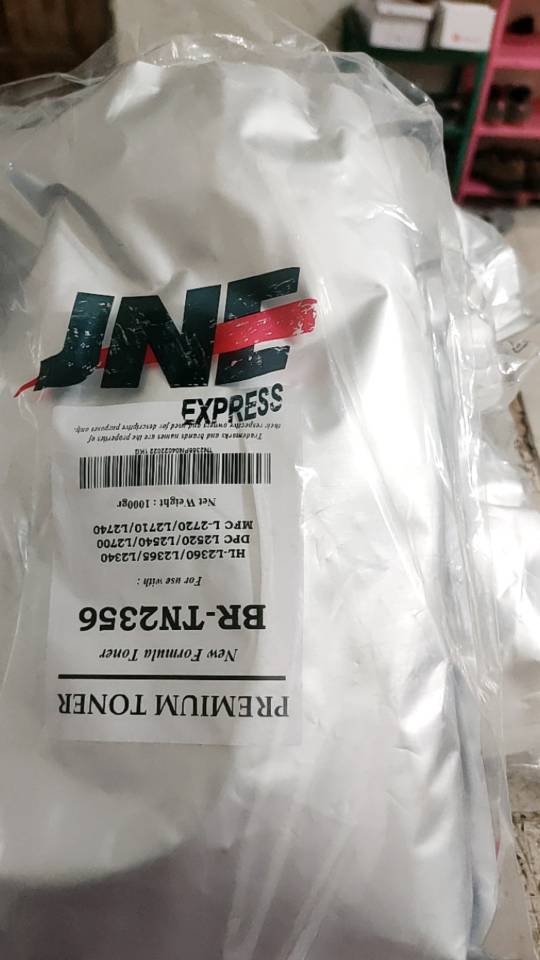 JNE
EXPRESS
PREMIUM TONER
New Formula Toner
BR-TN2356
For use with :
HL-L2360/L2365/L2340
DPC L2520/L2540/L2700
MFC L-2720/L2710/L2740
Net Weight : 1000gr
TN2356PN04022022 1KG
Trademarks and brands names are the properties of
their respective owners and used for descriptive purposes only.